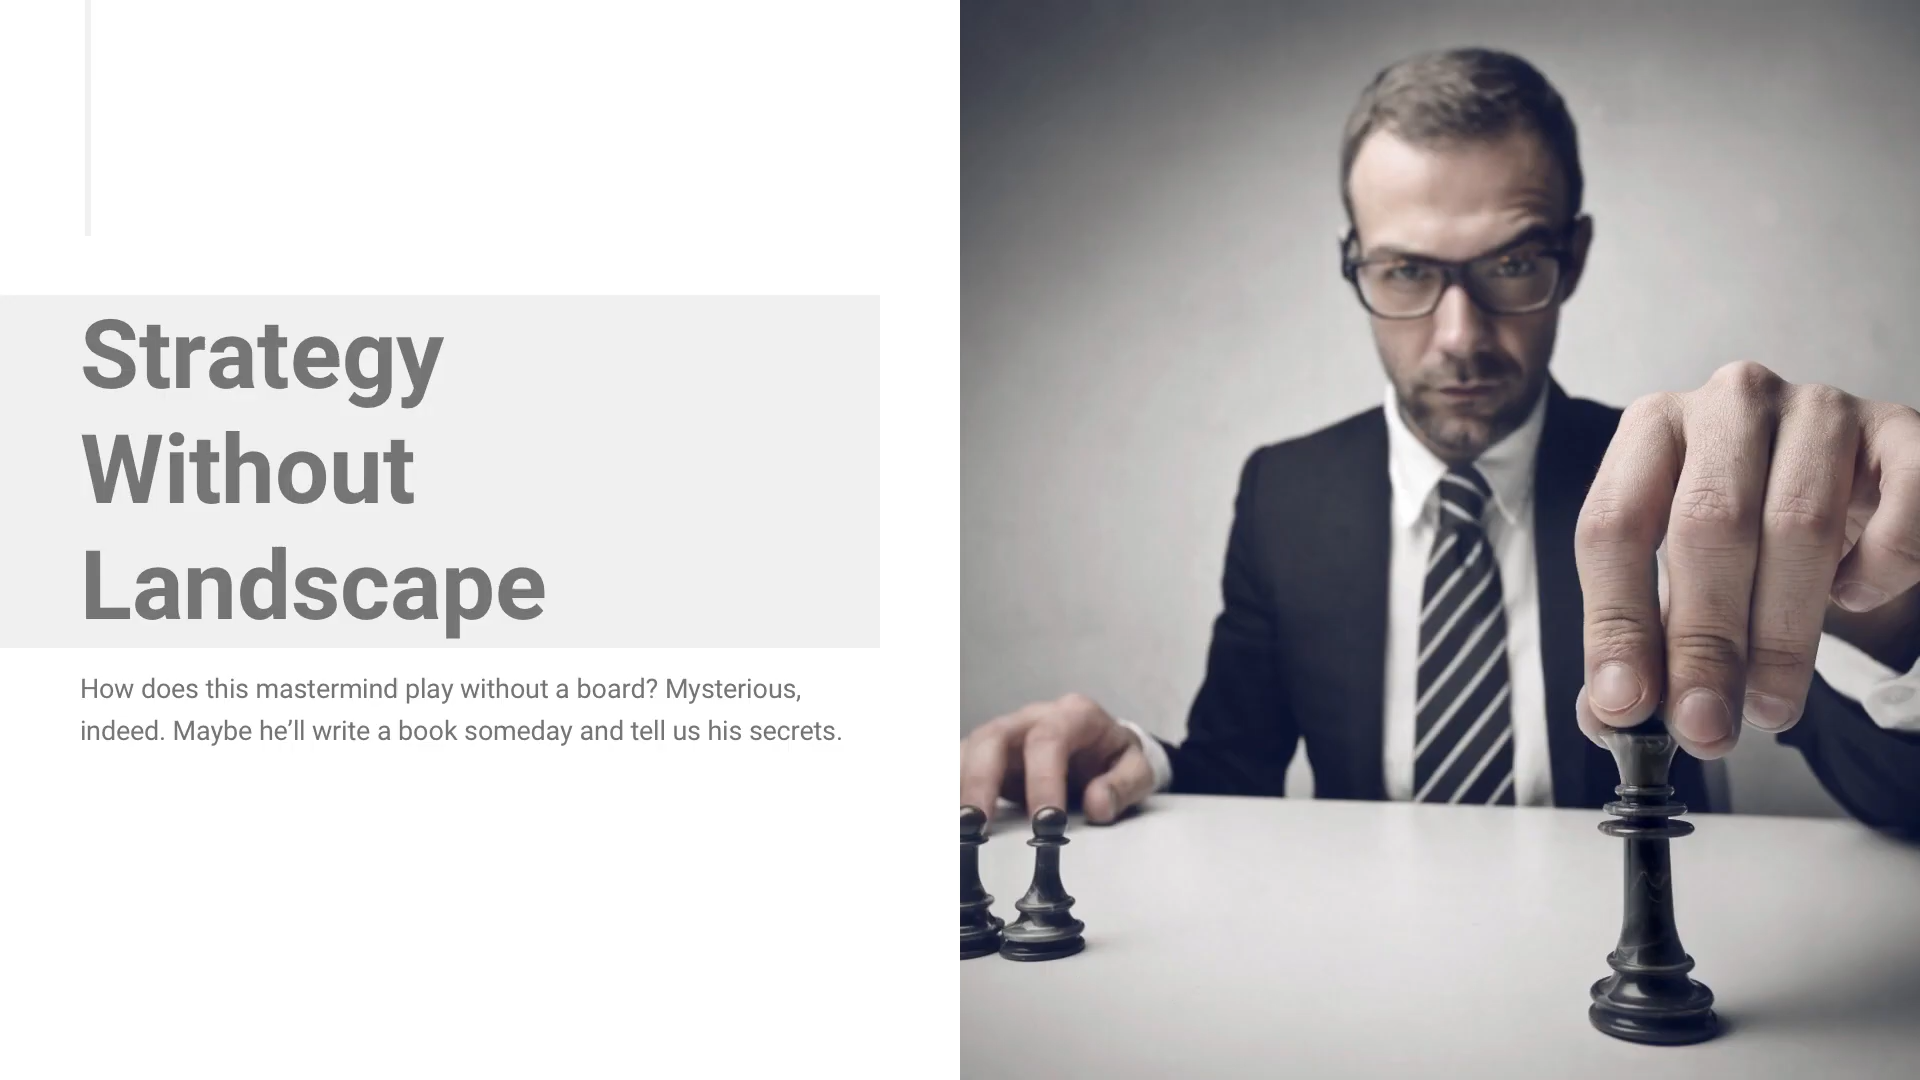 Strategy
Without
Landscape
How does this mastermind play without a board? Mysterious,
indeed. Maybe he’ll write a book someday and tell us his secrets.